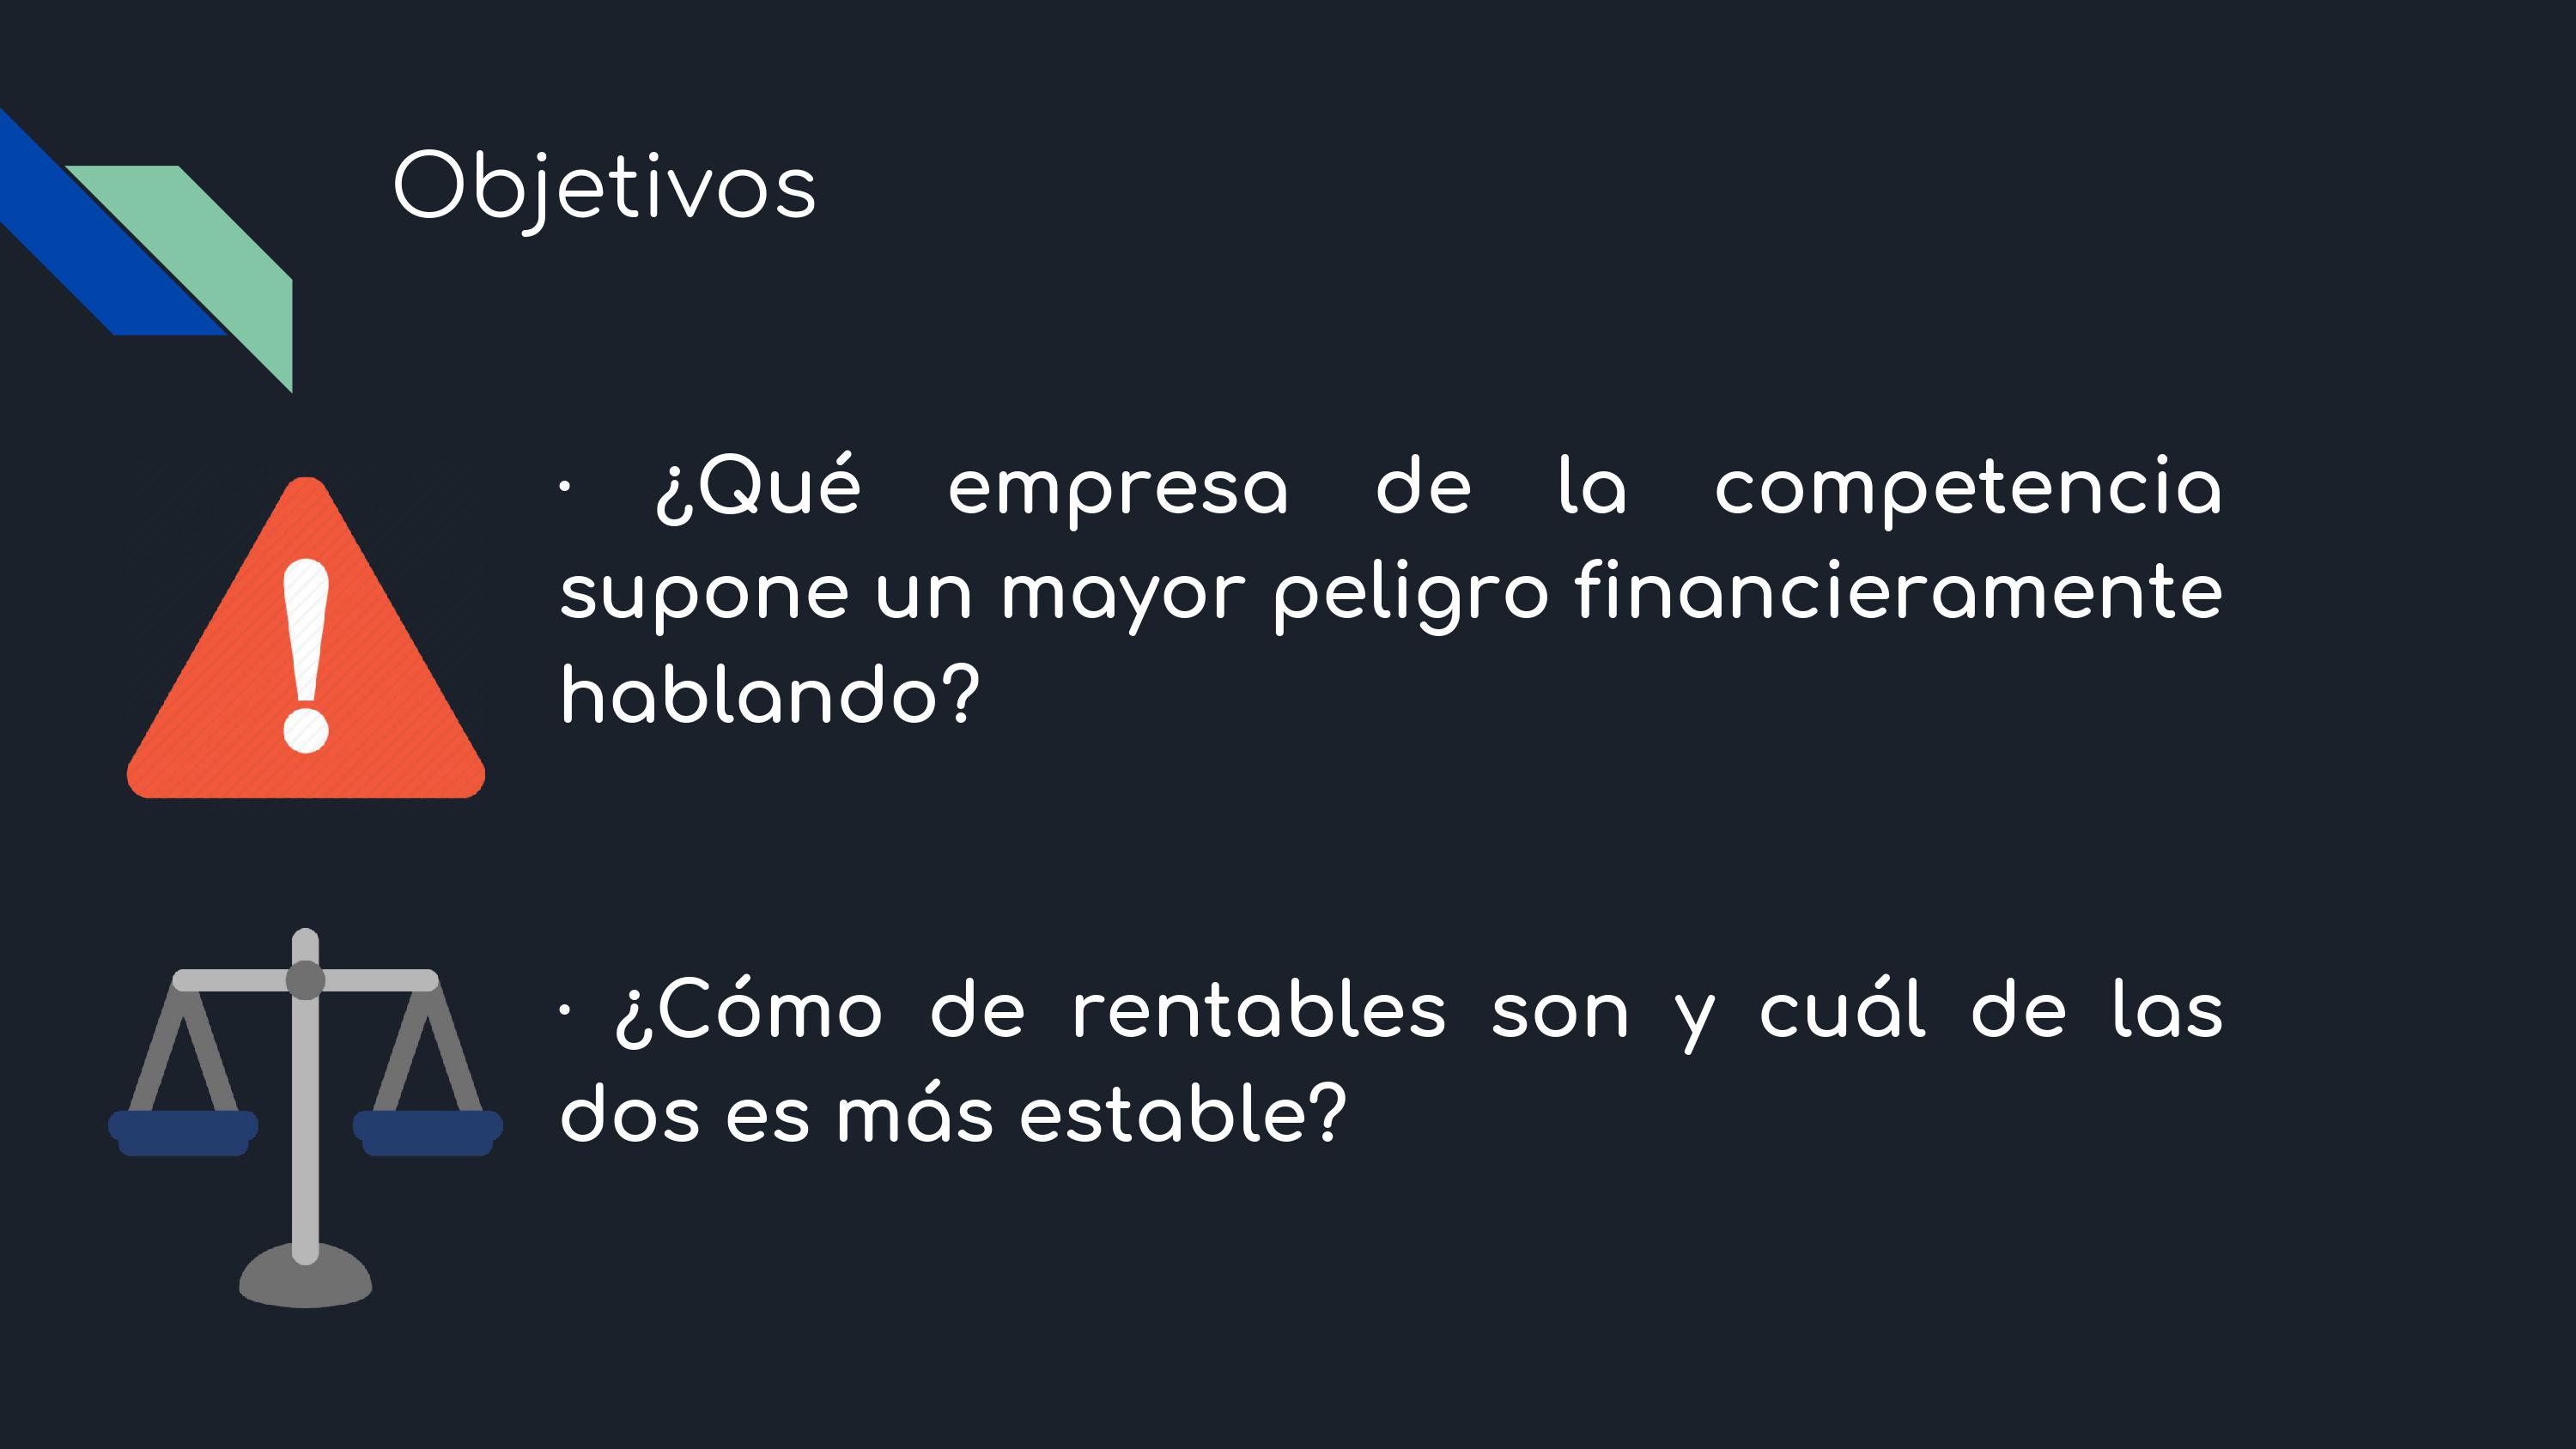 Objetivos
· ¿Qué empresa de la competencia
supone un mayor peligro financieramente
hablando?
· ¿Cómo de rentables son y cuál de las
dos es más estable?